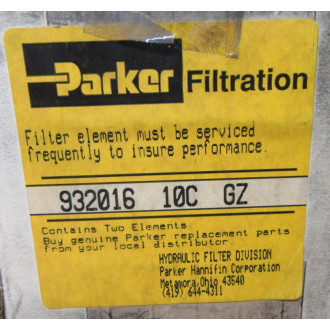 Parker Filtration
Filter element must be serviced
frequently to insure performance.
932016 10C GZ
Contains Two Elements.
Buy genuine Parker replacement parts
from your local distributor.
HYDRAULIC FILTER DIVISION
Parker Hannifin Corporation
Metamora, Ohio 43540
(419) 644-4311